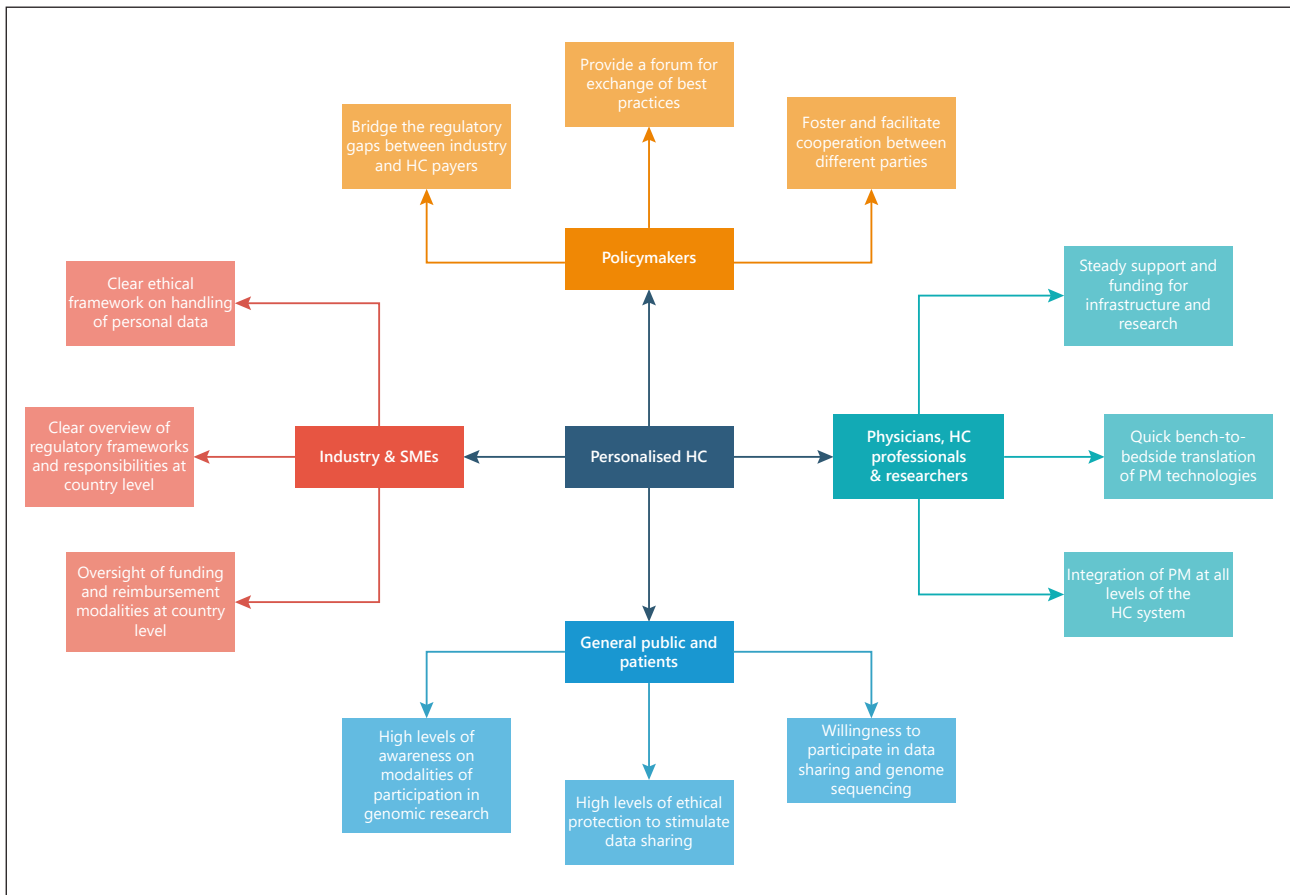 Provide a forum for
exchange of best
practices
Bridge the regulatory
gaps between industry
and HC payers
Foster and facilitate
cooperation between
different parties
Policymakers
Clear ethical
framework on handling
of personal data
Steady support and
funding for
infrastructure and
research
Clear overview of
regulatory frameworks
and responsibilities at
country level
Industry & SMEs
Personalised HC
Physicians, HC
professionals
& researchers
Quick bench-to-
bedside translation
of PM technologies
Oversight of funding
and reimbursement
modalities at country
level
Integration of PM at all
levels of the
HC system
General public and
patients
High levels of
awareness on
modalities of
participation in
genomic research
High levels of ethical
protection to stimulate
data sharing
Willingness to
participate in data
sharing and genome
sequencing